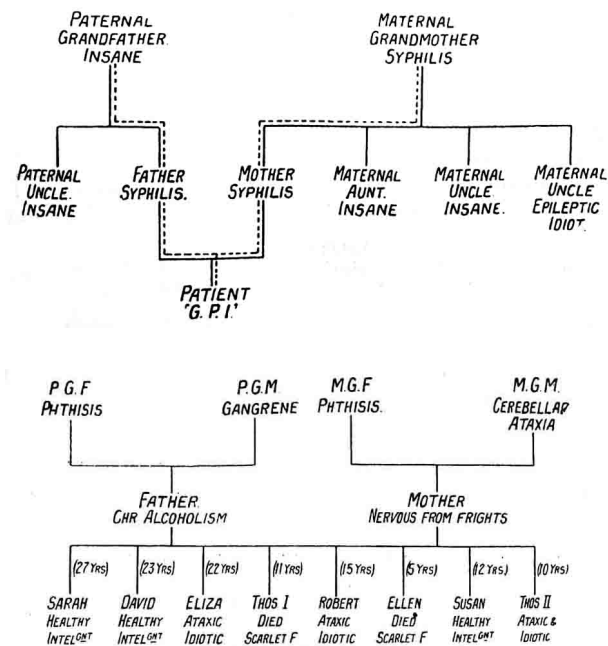 PATERNAL
GRANDFATHER
INSANE
MATERNAL
GRANDMOTHER
SYPHILIS
PATERNAL
UNCLE.
INSANE
FATHER
SYPHILIS.
MOTHER
SYPHILIS
MATERNAL
AUNT.
INSANE
MATERNAL
UNCLE
INSANE.
MATERNAL
UNCLE
EPILEPTIC
IDIOT.
PATIENT
'G. P. I.'
P. G. F
PHTHISIS
P. G. M.
GANGRENE
M. G. F
PHTHISIS.
M. G. M.
CEREBELLAR
ATAXIA
FATHER.
CHR ALCOHOLISM
MOTHER
NERVOUS FROM FRIGHTS
(27 YRS)
(23 YRS)
(22 YRS)
(11 YRS)
(15 YRS)
(5 YRS)
(12 YRS)
(10 YRS)
SARAH
HEALTHY
INTELGNT
DAVID
HEALTHY
INTELGNT
ELIZA
ATAXIC
IDIOTIC
THOS I
DIED
SCARLET F
ROBERT
ATAXIC
IDIOTIC
ELLEN
DIED
SCARLET F
SUSAN
HEALTHY
INTELGNT
THOS II
ATAXIC &
IDIOTIC